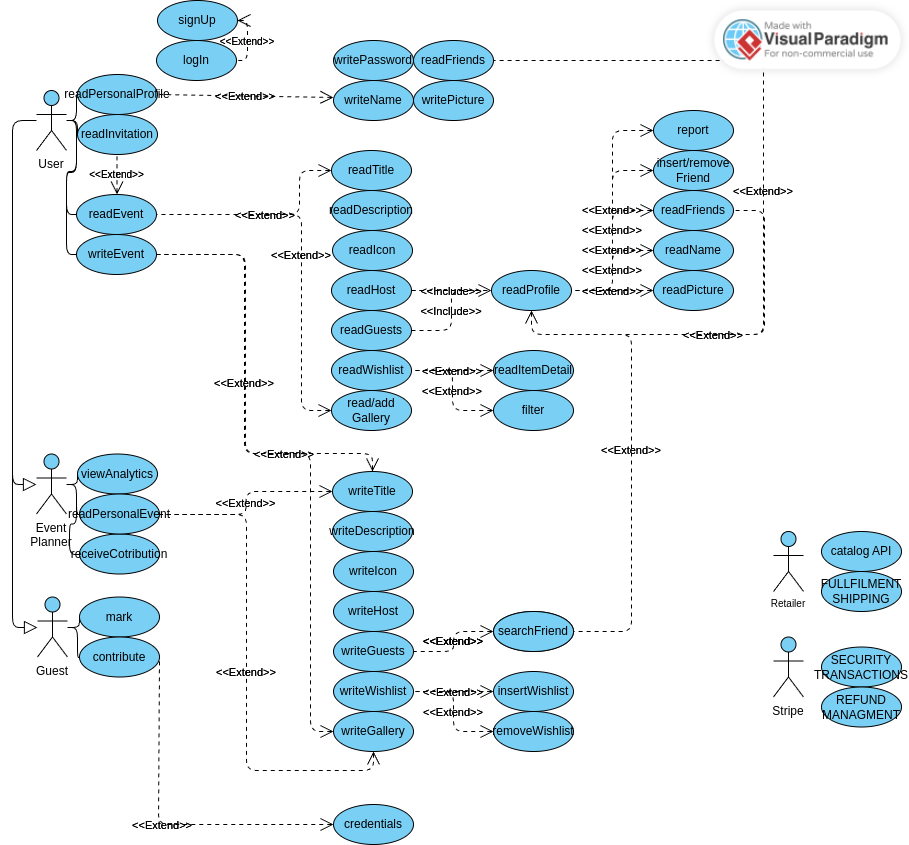 signUp
<<Extend>>
logIn
Made with
Visual Paradigm
For non-commercial use
writePassword
readFriends
writeName
writePicture
readPersonalProfile
<<Extend>>
readInvitation
User
<<Extend>>
readEvent
writeEvent
<<Extend>>
<<Extend>>
readTitle
readDescription
readIcon
readHost
readGuests
readWishlist
read/add
Gallery
<<Include>>
<<Include>>
readProfile
<<Extend>>
<<Extend>>
<<Extend>>
<<Extend>>
<<Extend>>
report
insert/remove
Friend
readFriends
readName
readPicture
<<Extend>>
<<Extend>>
<<Extend>>
<<Extend>>
readItemDetail
filter
<<Extend>>
<<Extend>>
<<Extend>>
Event
Planner
viewAnalytics
readPersonalEvent
receiveCotribution
<<Extend>>
<<Extend>>
writeTitle
writeDescription
writeIcon
writeHost
writeGuests
writeWishlist
writeGallery
<<Extend>>
searchFriend
<<Extend>>
<<Extend>>
insertWishlist
removeWishlist
Guest
mark
contribute
<<Extend>>
credentials
Retailer
catalog API
FULLFILMENT
SHIPPING
Stripe
SECURITY
TRANSACTIONS
REFUND
MANAGMENT